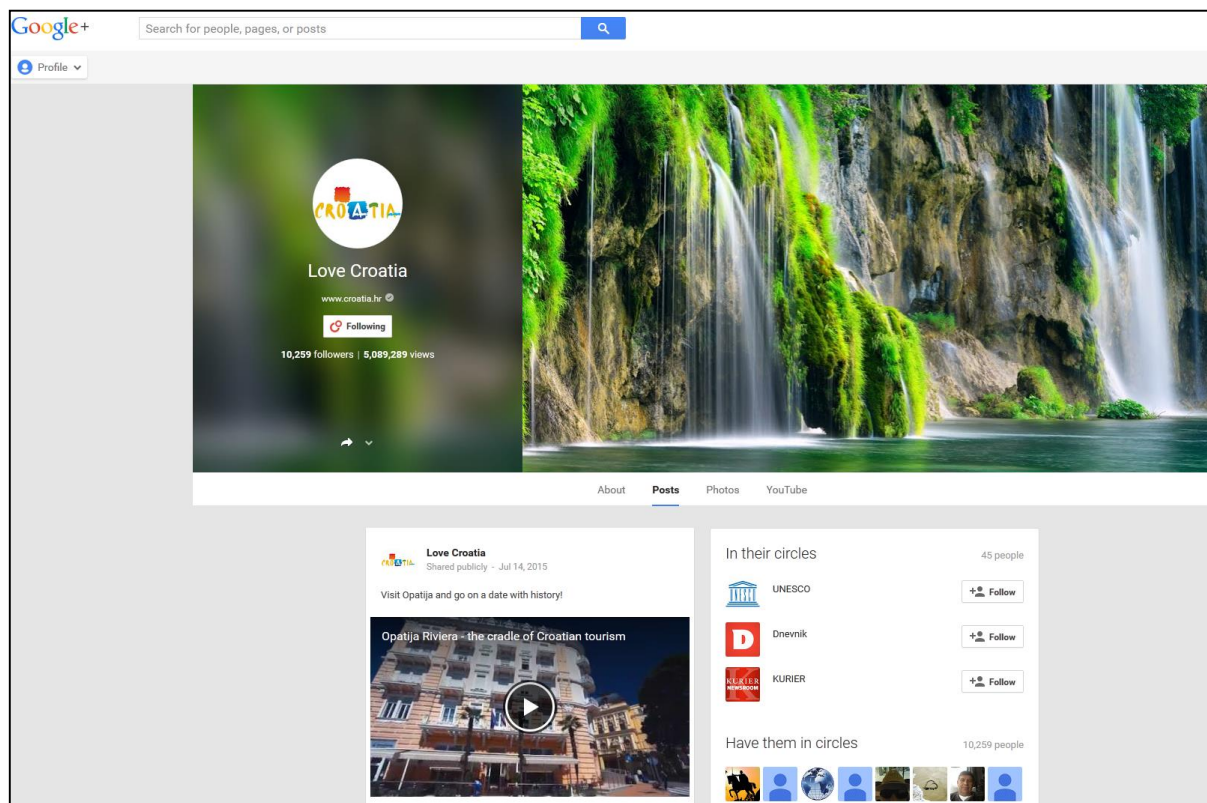 Google+
Search for people, pages, or posts
Profile
CROATIA
Love Croatia
www.croatia.hr
Following
10,259 followers | 5,089,289 views
About Posts Photos YouTube
CROATIA
Love Croatia
Shared publicly - Jul 14, 2015
Visit Opatija and go on a date with history!
Opatija Riviera - the cradle of Croatian tourism
In their circles 45 people
UNESCO Follow
D Dnevnik Follow
KURIER
NEWSROOM
KURIER Follow
Have them in circles 10,259 people